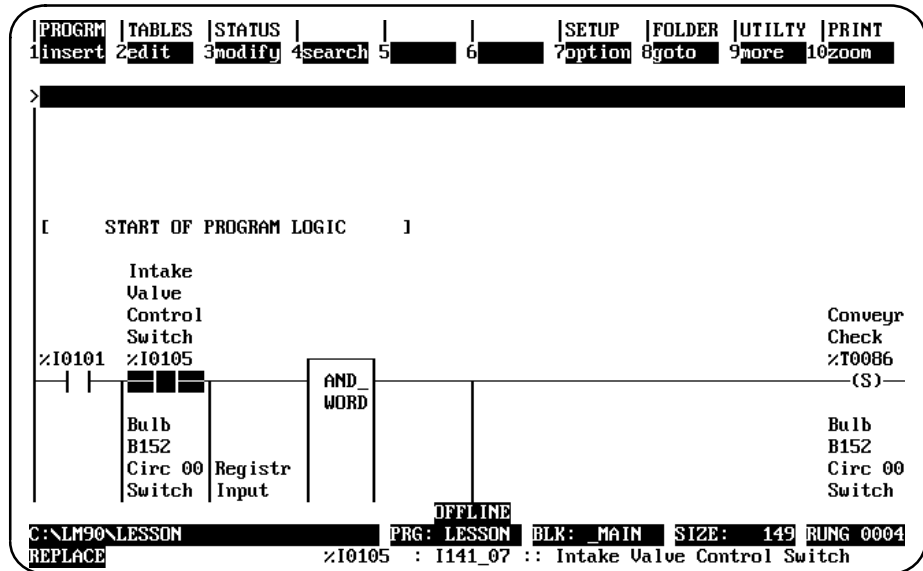 |PROGRM |TABLES |STATUS | | | |SETUP |FOLDER |UTILTY |PRINT
1insert 2edit 3modify 4search 5 6 7option 8goto 9more 10zoom
>
[ START OF PROGRAM LOGIC ]
Intake
Valve
Control Conveyr
Switch Check
%I0101 %I0105 %T0086
AND_ (S)
WORD
Bulb Bulb
B152 B152
Circ 00 Registr Circ 00
Switch Input Switch
OFFLINE
C:\LM90\LESSON PRG: LESSON BLK: _MAIN SIZE: 149 RUNG 0004
REPLACE %I0105 : I141_07 :: Intake Valve Control Switch